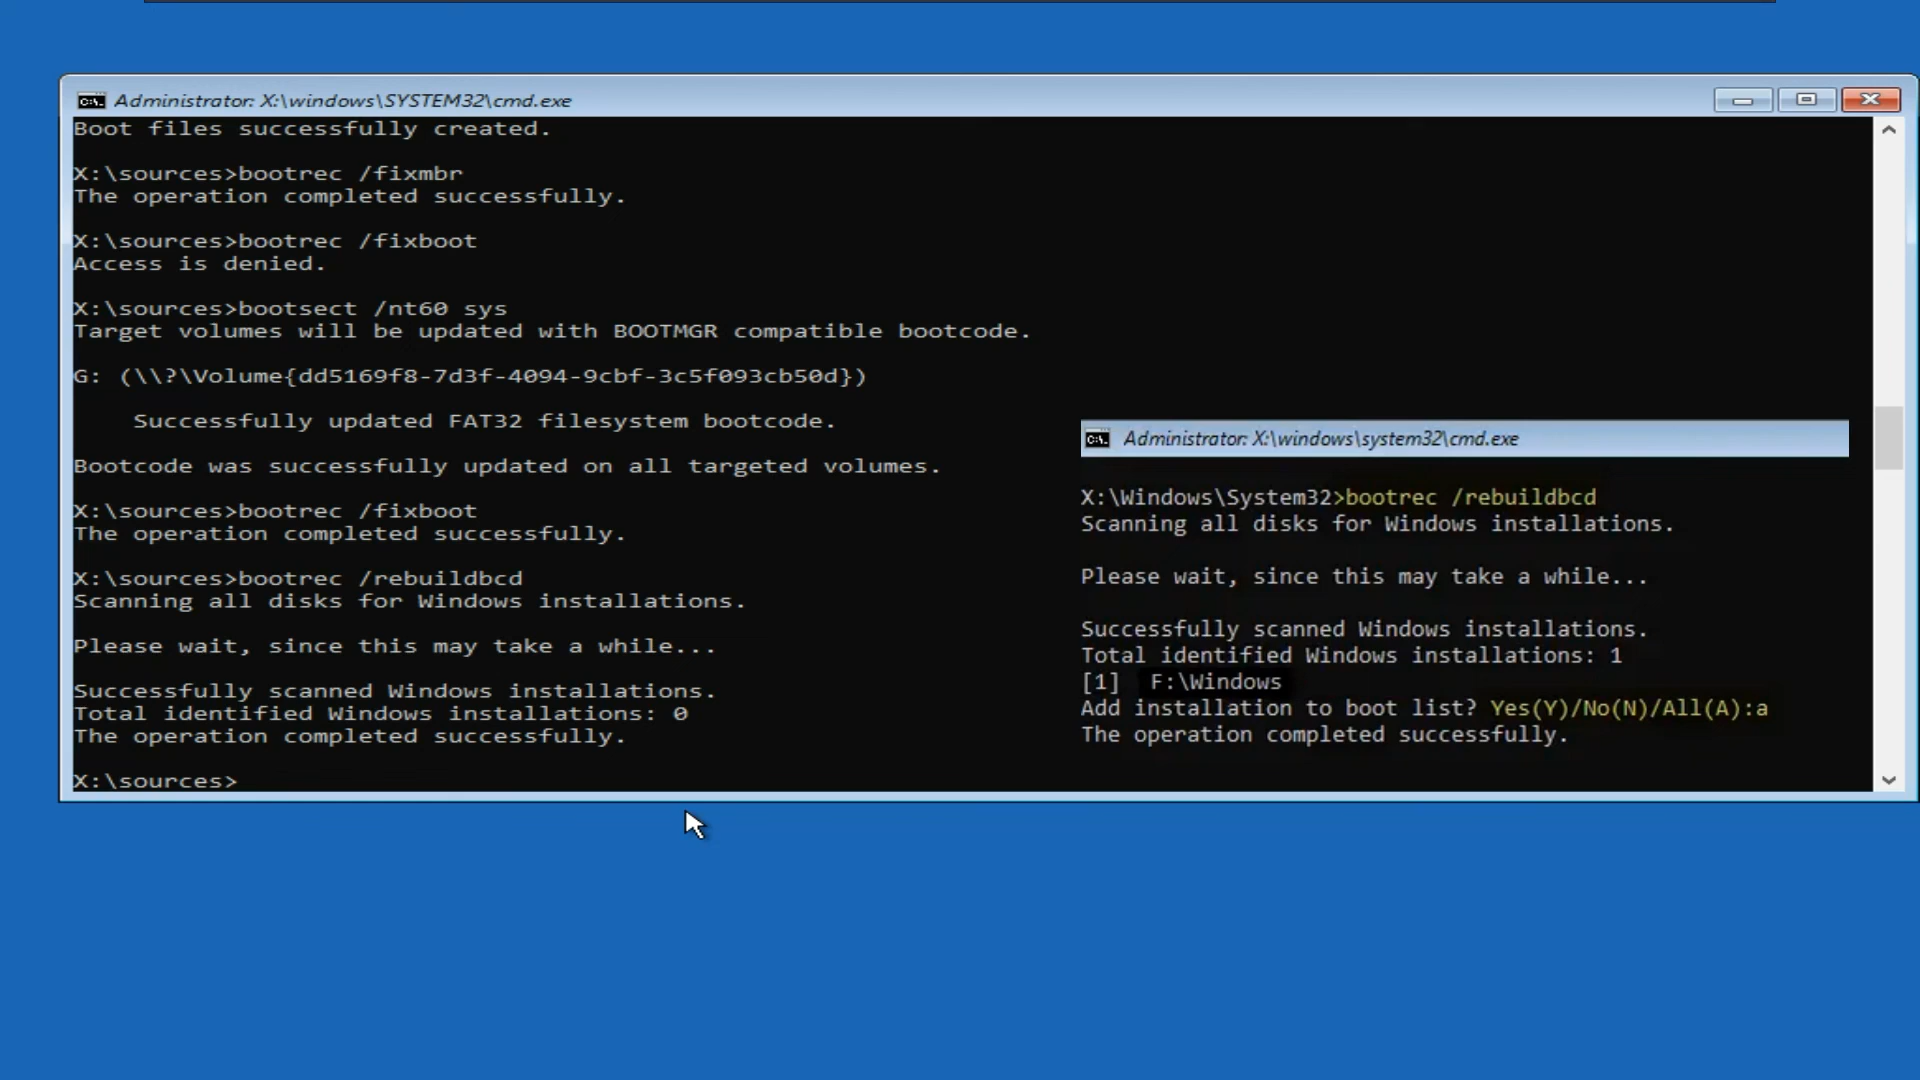 Administrator: X:\windows\SYSTEM32\cmd.exe
Boot files successfully created.
X:\sources>bootrec /fixmbr
The operation completed successfully.
X:\sources>bootrec /fixboot
Access is denied.
X:\sources>bootsect /nt60 sys
Target volumes will be updated with BOOTMGR compatible bootcode.
G: (\\?\Volume{dd5169f8-7d3f-4094-9cbf-3c5f093cb50d})
Successfully updated FAT32 filesystem bootcode.
Bootcode was successfully updated on all targeted volumes.
X:\sources>bootrec /fixboot
The operation completed successfully.
X:\sources>bootrec /rebuildbcd
Scanning all disks for Windows installations.
Please wait, since this may take a while...
Successfully scanned Windows installations.
Total identified Windows installations: 0
The operation completed successfully.
X:\sources>
Administrator: X:\windows\system32\cmd.exe
X:\Windows\System32>bootrec /rebuildbcd
Scanning all disks for Windows installations.
Please wait, since this may take a while...
Successfully scanned Windows installations.
Total identified Windows installations: 1
[1] F:\Windows
Add installation to boot list? Yes(Y)/No(N)/All(A):a
The operation completed successfully.